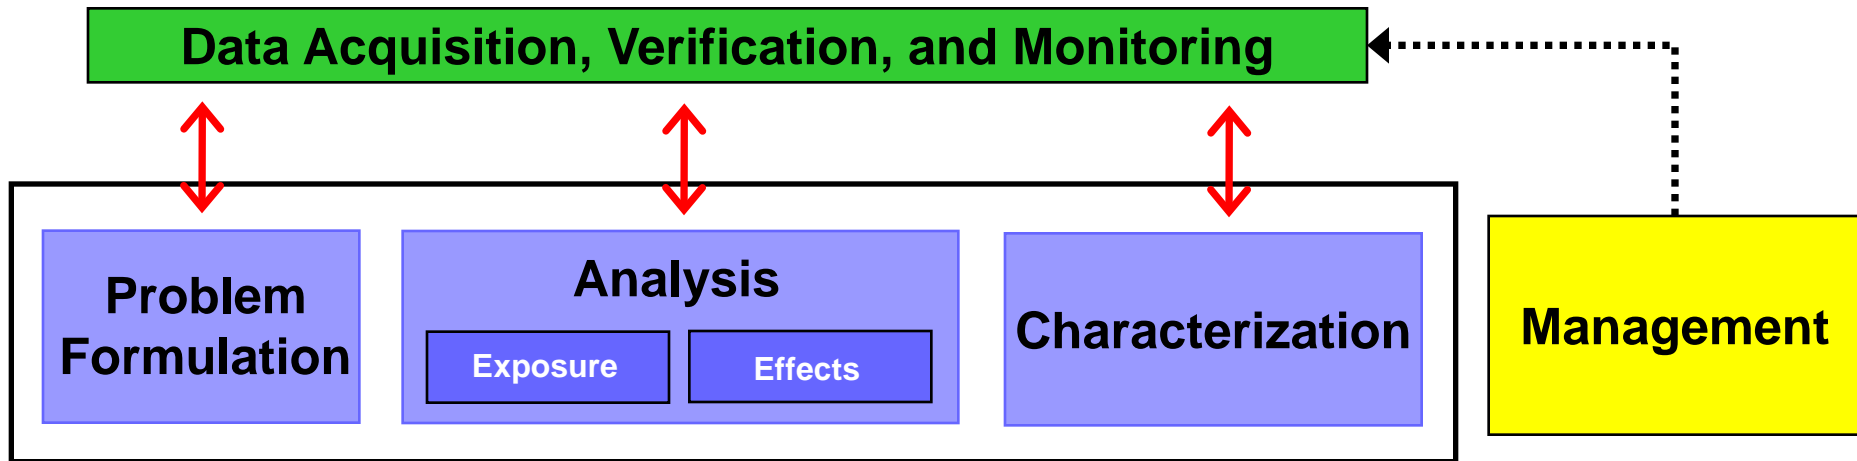 Data Acquisition, Verification, and Monitoring
Problem
Formulation
Analysis
Exposure
Effects
Characterization
Management